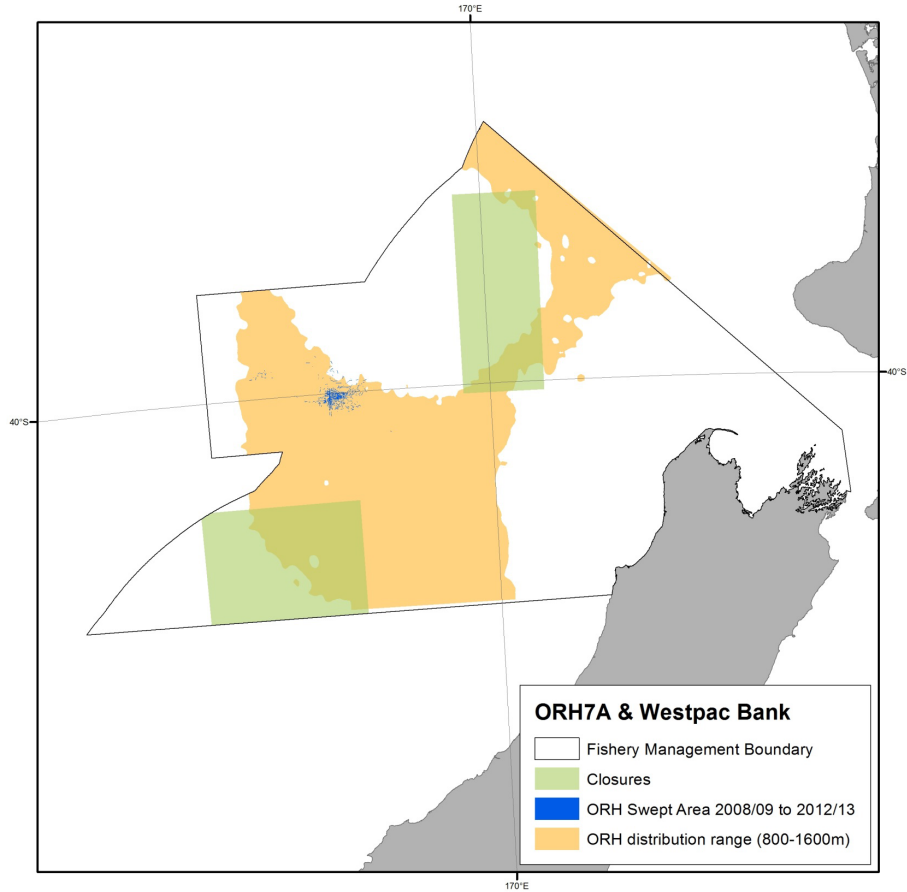 170°E
40°S
40°S
ORH7A & Westpac Bank
Fishery Management Boundary
Closures
ORH Swept Area 2008/09 to 2012/13
ORH distribution range (800-1600m)
170°E